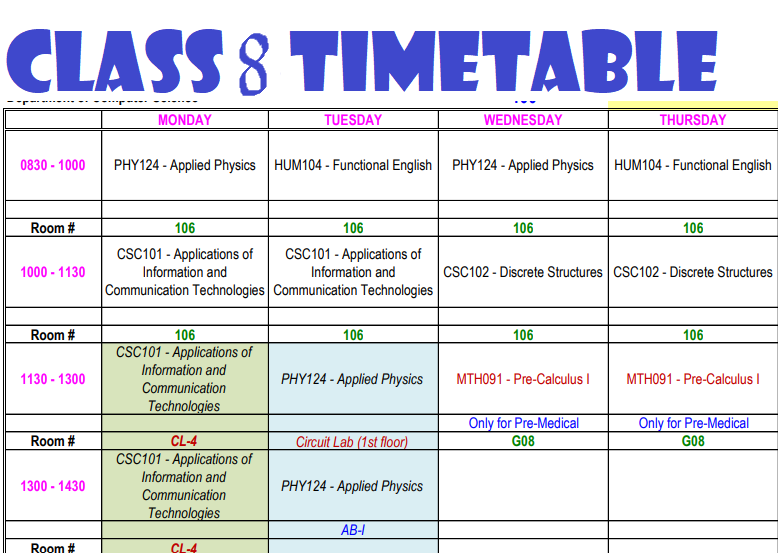 CLASS 8 TIMETABLE
Department of Computer Science
MONDAY TUESDAY WEDNESDAY THURSDAY
0830 - 1000 PHY124 - Applied Physics HUM104 - Functional English PHY124 - Applied Physics HUM104 - Functional English
Room # 106 106 106 106
CSC101 - Applications of CSC101 - Applications of
1000 - 1130 Information and Information and CSC102 - Discrete Structures CSC102 - Discrete Structures
Communication Technologies Communication Technologies
Room # 106 106 106 106
CSC101 - Applications of
Information and
1130 - 1300 PHY124 - Applied Physics MTH091 - Pre-Calculus I MTH091 - Pre-Calculus I
Communication
Technologies
Only for Pre-Medical Only for Pre-Medical
Room # CL-4 Circuit Lab (1st floor) G08 G08
CSC101 - Applications of
Information and
1300 - 1430 PHY124 - Applied Physics
Communication
Technologies
AB-I
Room # CL-4